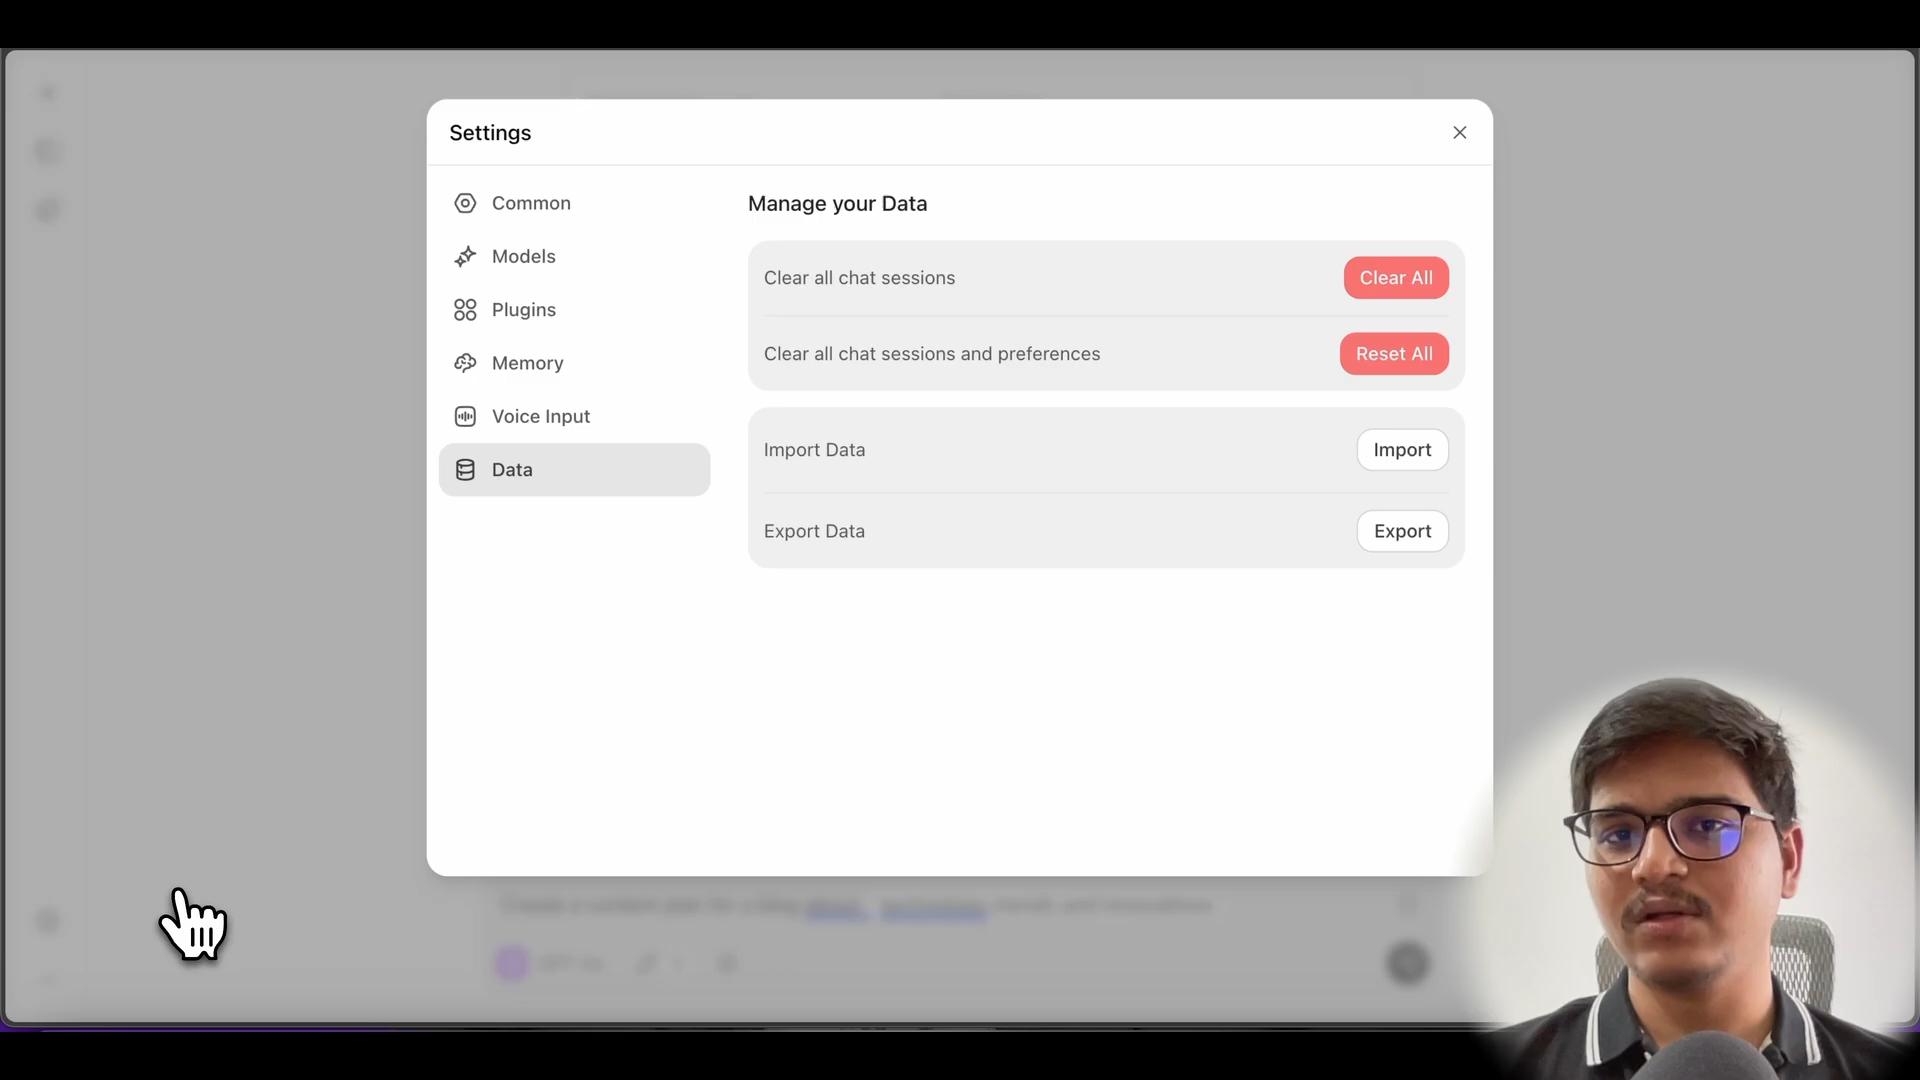 Settings
Common
Models
Plugins
Memory
Voice Input
Data
Manage your Data
Clear all chat sessions
Clear All
Clear all chat sessions and preferences
Reset All
Import Data
Import
Export Data
Export